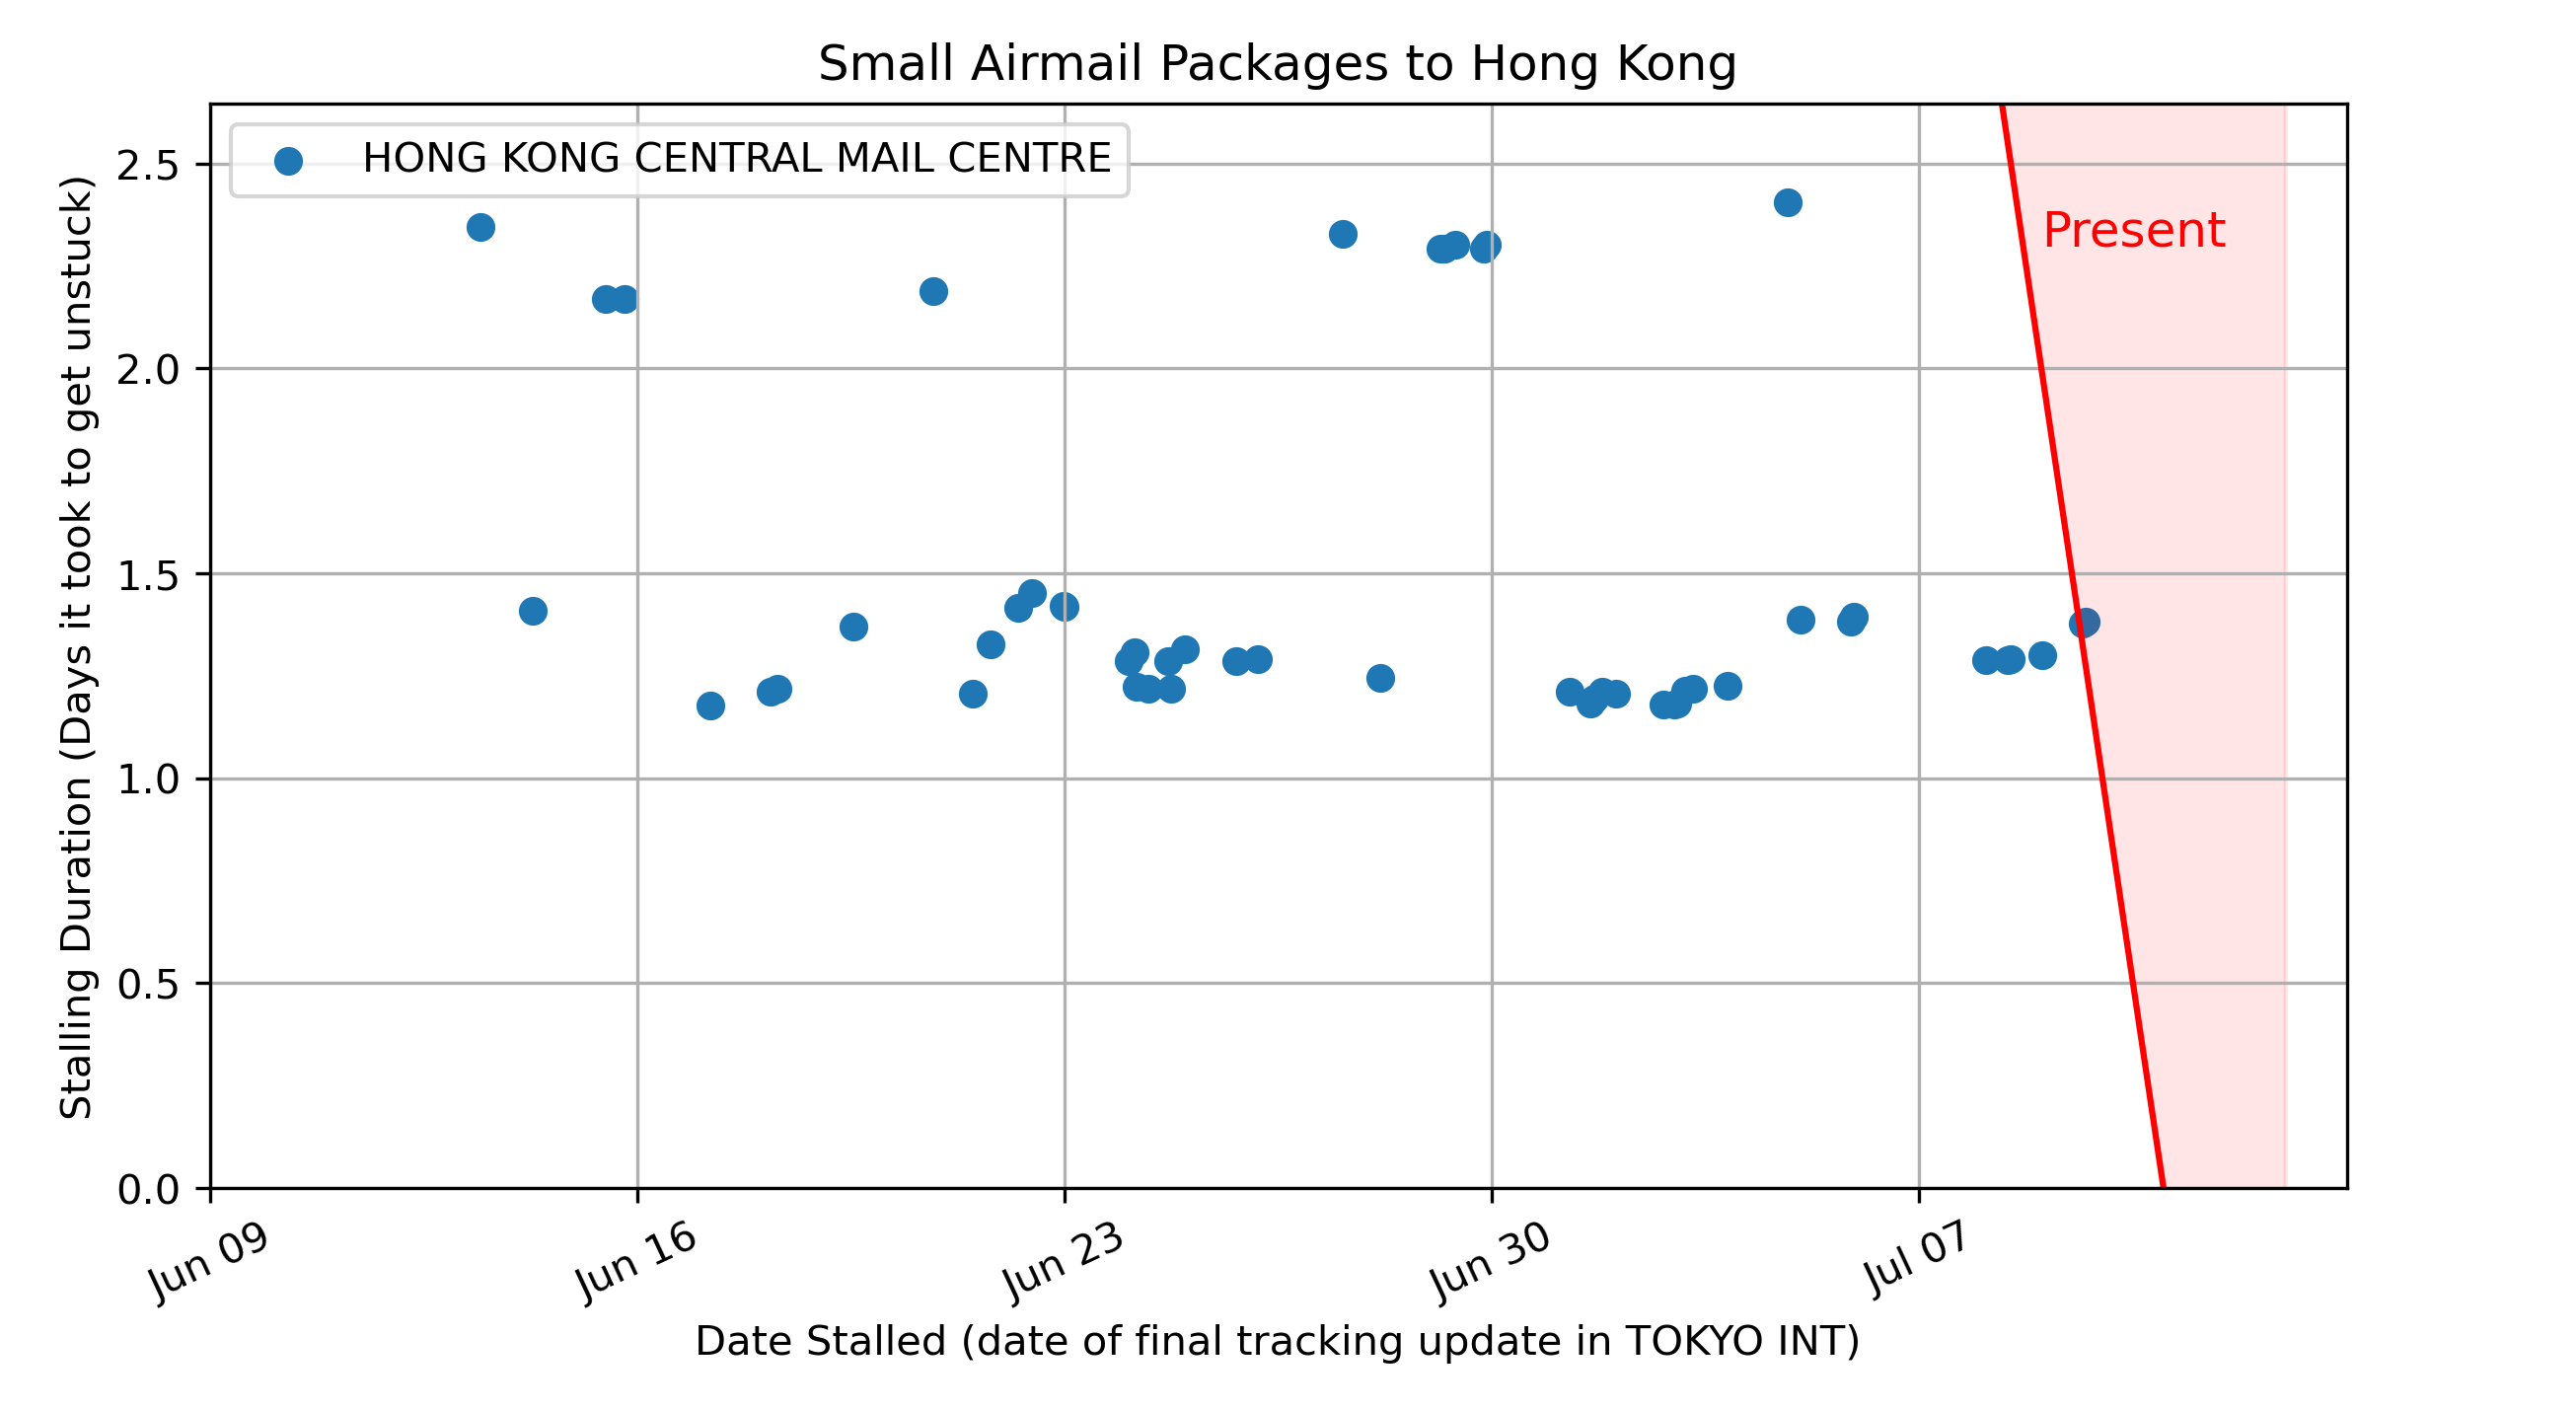 Small Airmail Packages to Hong Kong
HONG KONG CENTRAL MAIL CENTRE
Present
Stalling Duration (Days it took to get unstuck)
2.5
2.0
1.5
1.0
0.5
0.0
Jun 09
Jun 16
Jun 23
Jun 30
Jul 07
Date Stalled (date of final tracking update in TOKYO INT)